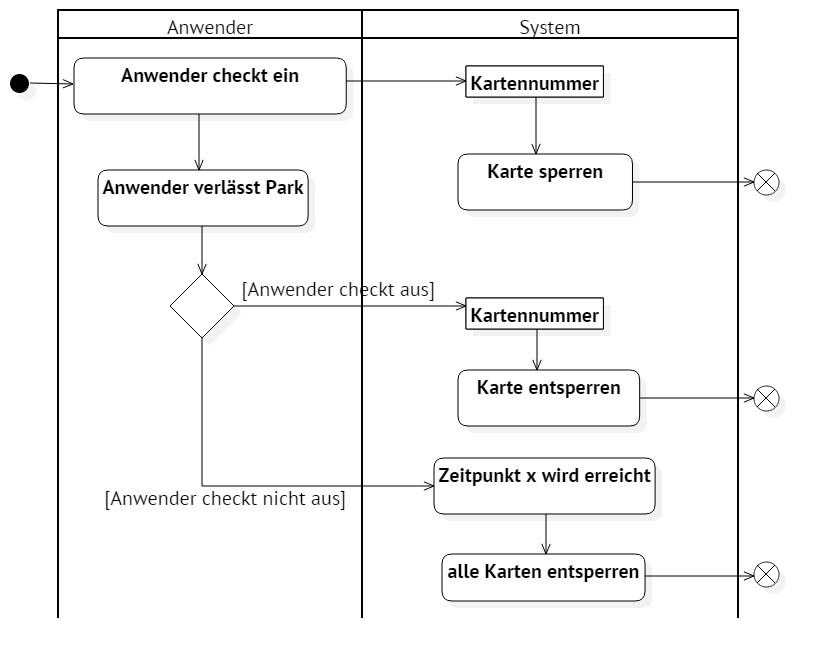 Anwender
System
Anwender checkt ein
Kartennummer
Karte sperren
Anwender verlässt Park
[Anwender checkt aus]
Kartennummer
Karte entsperren
Zeitpunkt x wird erreicht
[Anwender checkt nicht aus]
alle Karten entsperren